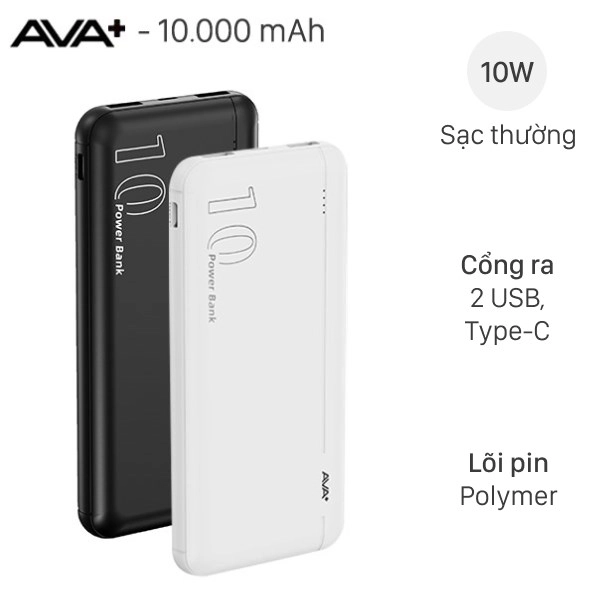 AVA+ - 10.000 mAh
10W
Sạc thường
10
Power Bank
10
Power Bank
Cổng ra
2 USB,
Type-C
AVA+
Lõi pin
Polymer